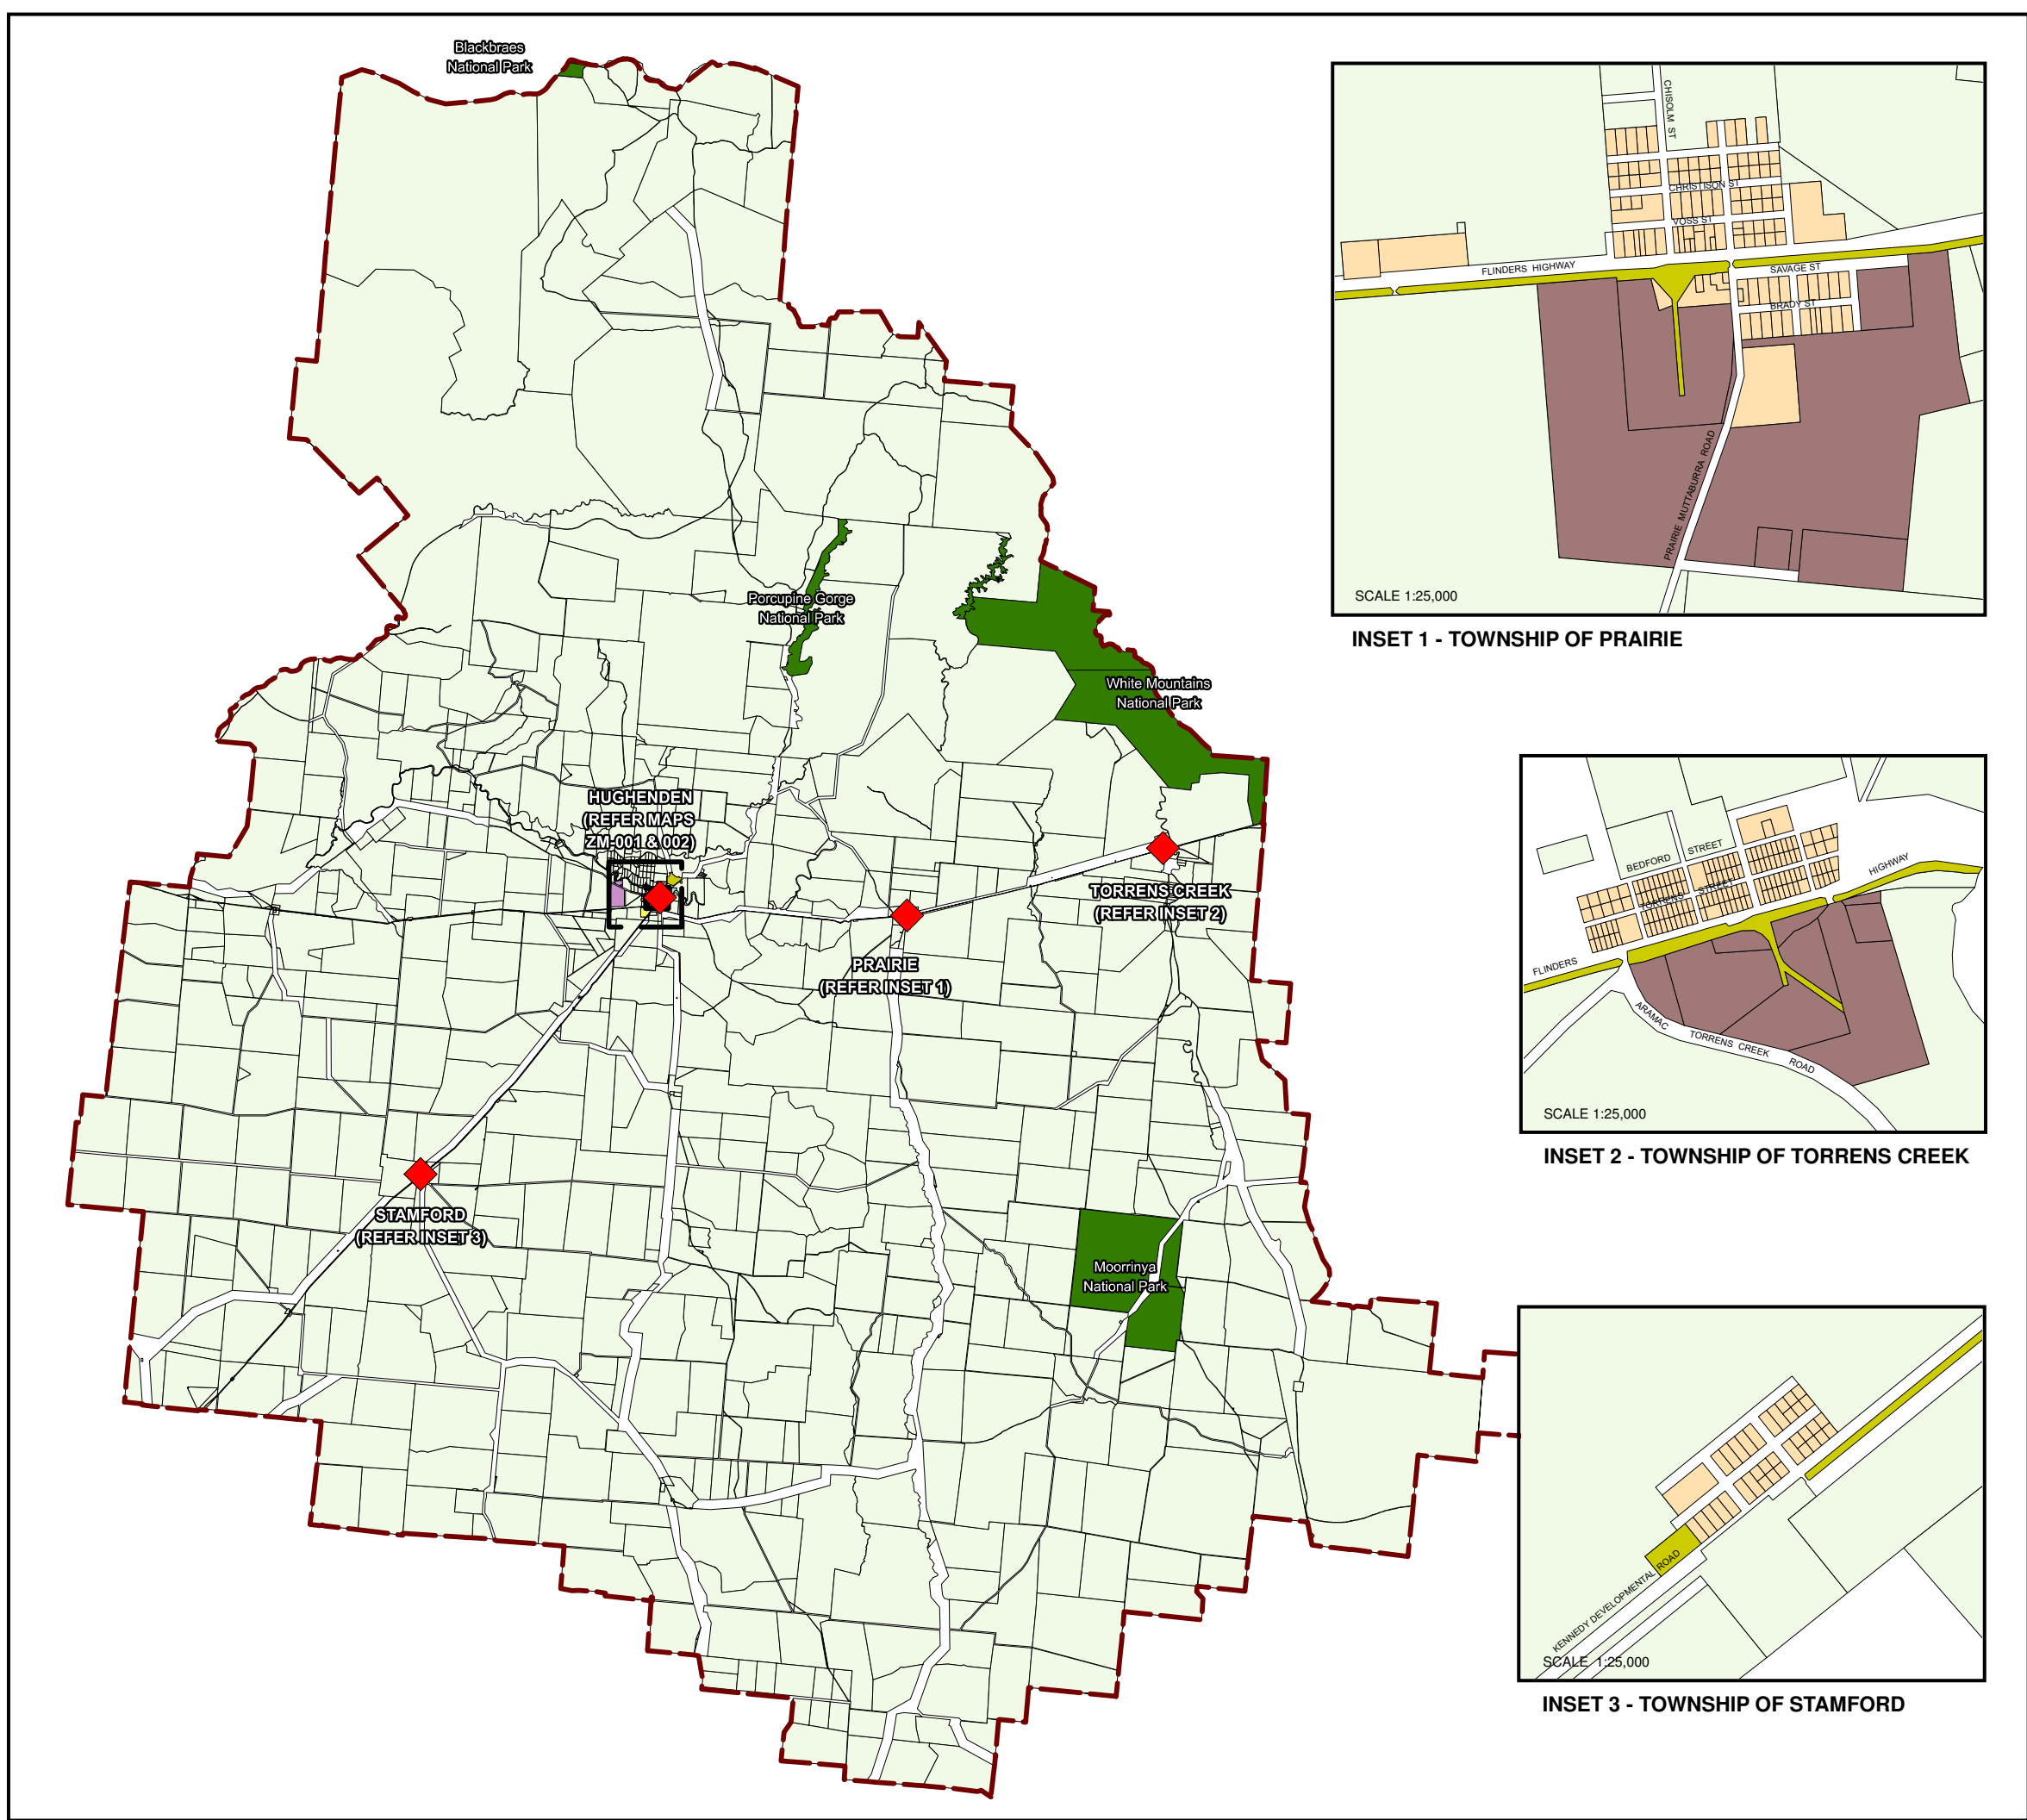 Blackbraes
National Park
Porcupine Gorge
National Park
White Mountains
National Park
HUGHENDEN
(REFER MAPS
ZM-001 & 002)
TORRENS CREEK
(REFER INSET 2)
PRAIRIE
(REFER INSET 1)
STAMFORD
(REFER INSET 3)
Moorrinya
National Park
CHISOLM ST
CHRISTISON ST
VOSS ST
FLINDERS HIGHWAY
SAVAGE ST
BRADY ST
PRAIRIE MUTTABURRA ROAD
SCALE 1:25,000
INSET 1 - TOWNSHIP OF PRAIRIE
BEDFORD STREET
TORRENS STREET
FLINDERS HIGHWAY
ARAMAC TORRENS CREEK ROAD
SCALE 1:25,000
INSET 2 - TOWNSHIP OF TORRENS CREEK
KENNEDY DEVELOPMENTAL ROAD
SCALE 1:25,000
INSET 3 - TOWNSHIP OF STAMFORD